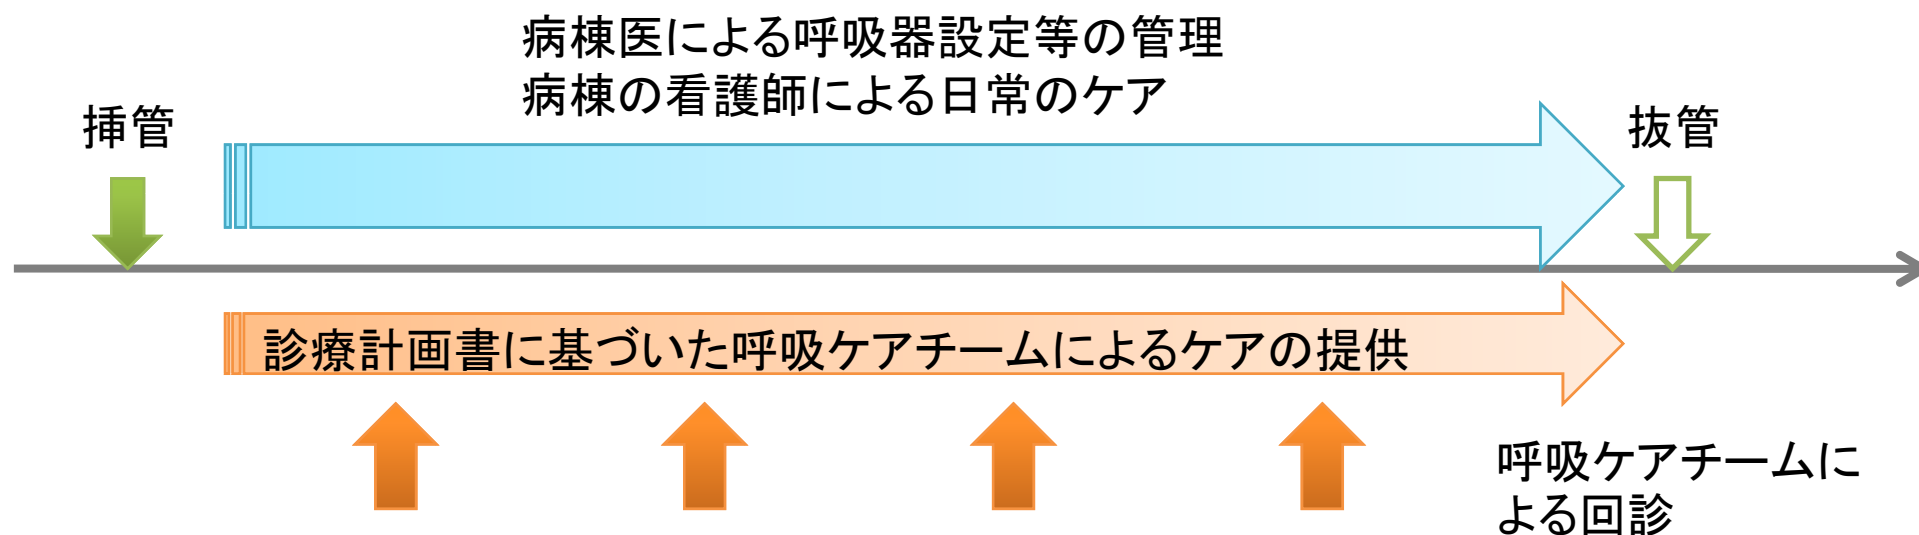 病棟医による呼吸器設定等の管理
病棟の看護師による日常のケア
挿管
抜管
診療計画書に基づいた呼吸ケアチームによるケアの提供
呼吸ケアチームに
よる回診